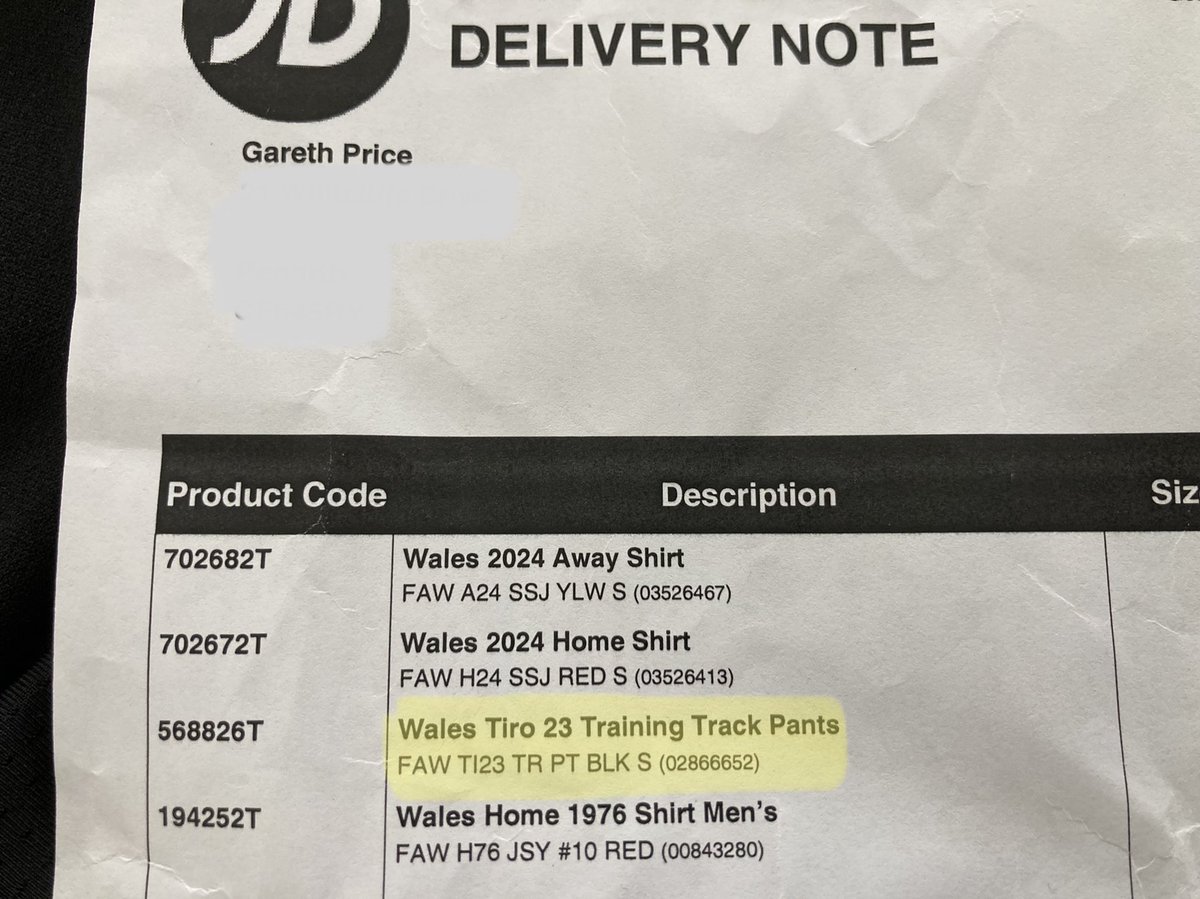 JD
DELIVERY NOTE
Gareth Price
Product Code Description Siz
702682T Wales 2024 Away Shirt
FAW A24 SSJ YLW S (03526467)
702672T Wales 2024 Home Shirt
FAW H24 SSJ RED S (03526413)
568826T Wales Tiro 23 Training Track Pants
FAW TI23 TR PT BLK S (02866652)
194252T Wales Home 1976 Shirt Men's
FAW H76 JSY #10 RED (00843280)